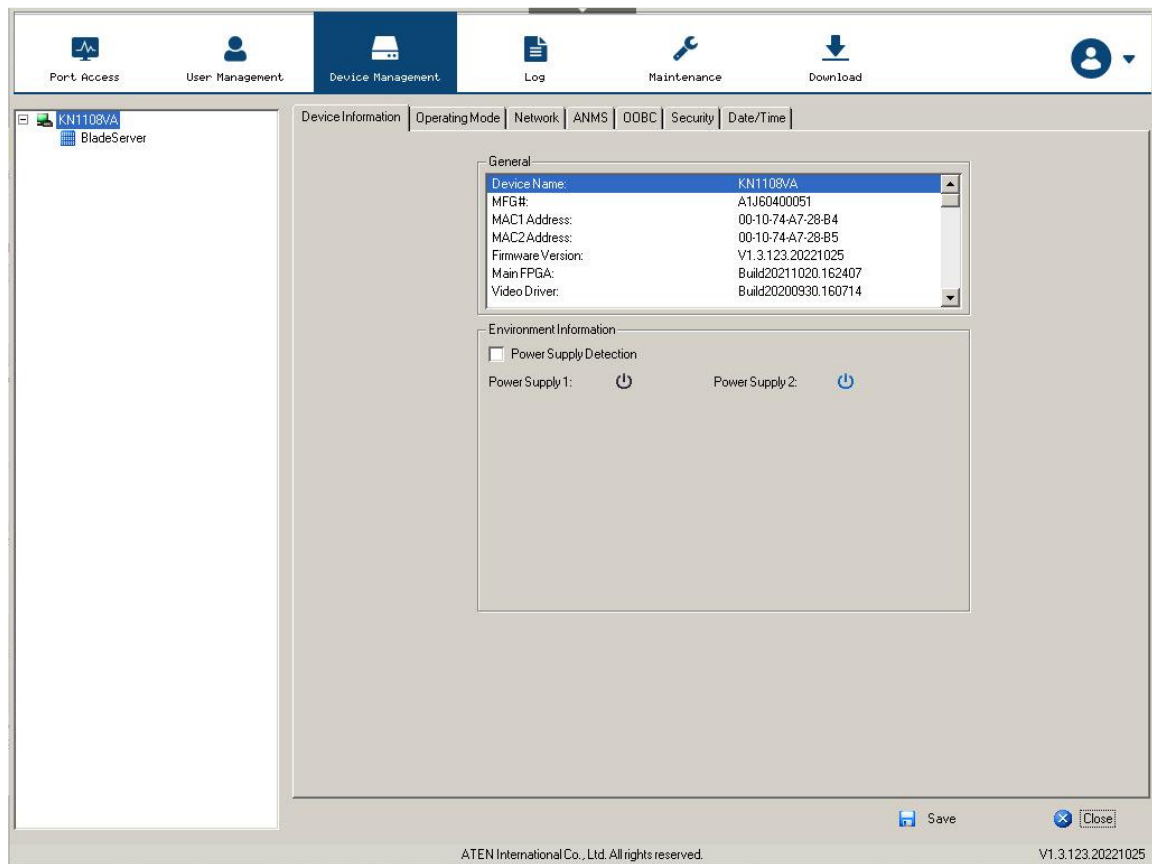 Port Access User Management Device Management Log Maintenance Download
KN1108VA
BladeServer
Device Information Operating Mode Network ANMS OOBC Security Date/Time
General
Device Name: KN1108VA
MFG#: A1J60400051
MAC1 Address: 00-10-74-A7-28-B4
MAC2 Address: 00-10-74-A7-28-B5
Firmware Version: V1.3.123.20221025
Main FPGA: Build20211020.162407
Video Driver: Build20200930.160714
Environment Information
Power Supply Detection
Power Supply 1: Power Supply 2:
Save Close
ATEN International Co., Ltd. All rights reserved. V1.3.123.20221025